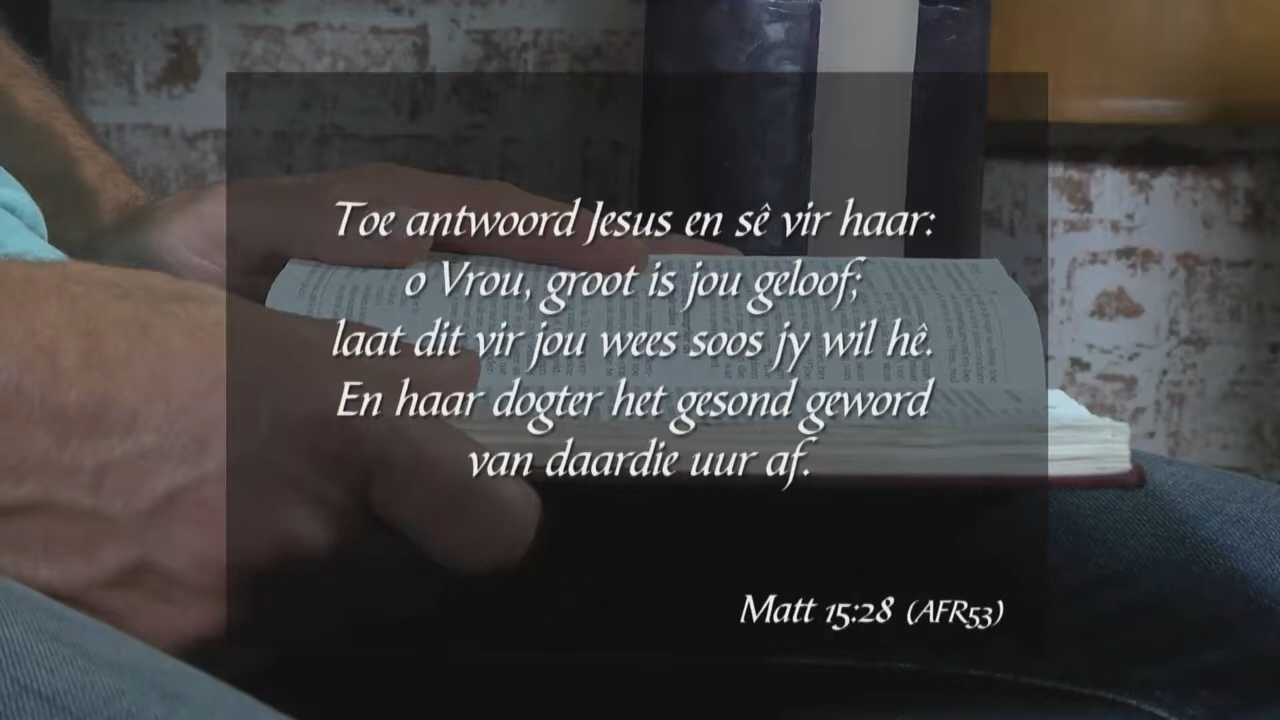 Toe antwoord Jesus en sê vir haar:
o Vrou, groot is jou geloof;
laat dit vir jou wees soos jy wil hê.
En haar dogter het gesond geword
van daardie uur af.
Matt 15:28 (AFR53)